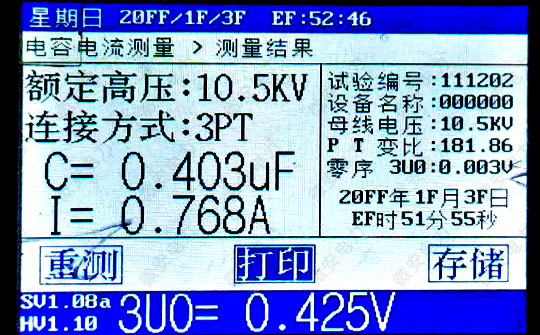 星期日 20FF/1F/3F EF:52:46
电容电流测量 > 测量结果
额定高压:10.5KV
连接方式:3PT
C= 0.403uF
I= 0.768A
试验编号:111202
设备名称:000000
母线电压:10.5KV
P T 变比:181.86
零序 3U0:0.003V
20FF年1F月3F日
EF时51分55秒
重测 打印 存储
SV1.08a
HV1.10
3U0= 0.425V